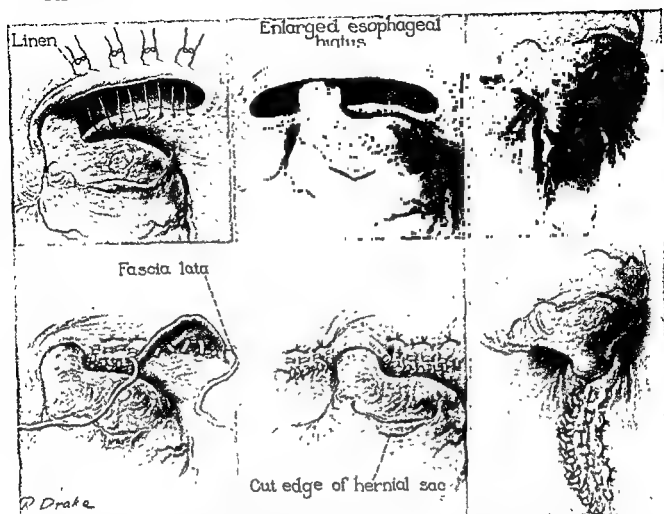 Linen
Enlarged esophageal
hiatus
Fascia lata
Cut edge of hernial sac
R Drake